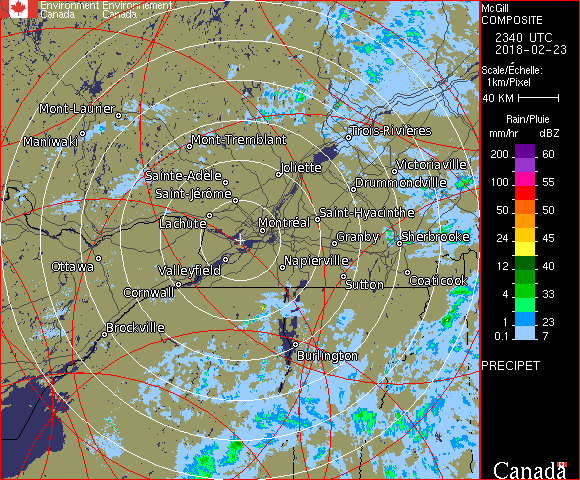 Environment Environnement
Canada Canada
Mont-Laurier
Maniwaki
Mont-Tremblant
Trois-Rivières
Joliette
Victoriaville
Sainte-Adèle
Drummondville
Saint-Jérôme
Lachute
Saint-Hyacinthe
Montréal
Granby
Sherbrooke
Ottawa
Valleyfield
Napierville
Sutton
Coaticook
Cornwall
Brockville
Burlington
McGill
COMPOSITE
2340 UTC
2018-02-23
Scale/Échelle:
1km/Pixel
40 KM
Rain/Pluie
mm/hr dBZ
200 60
100 55
50 50
24 45
12 40
4 33
1 23
0.1 7
PRECIPET
Canada